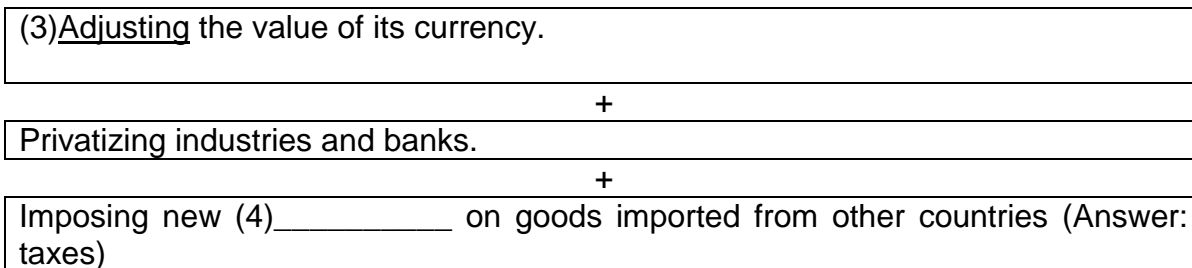 (3)Adjusting the value of its currency.
+
Privatizing industries and banks.
+
Imposing new (4)__________ on goods imported from other countries (Answer:
taxes)